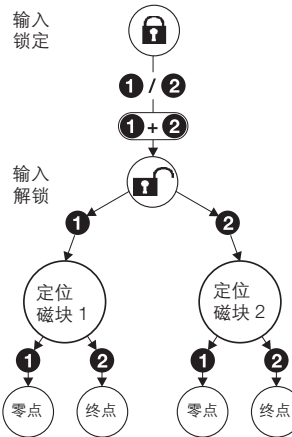 输入
锁定
1 / 2
1 + 2
输入
解锁
1 2
定位
磁块 1
定位
磁块 2
1 2 1 2
零点 终点 零点 终点